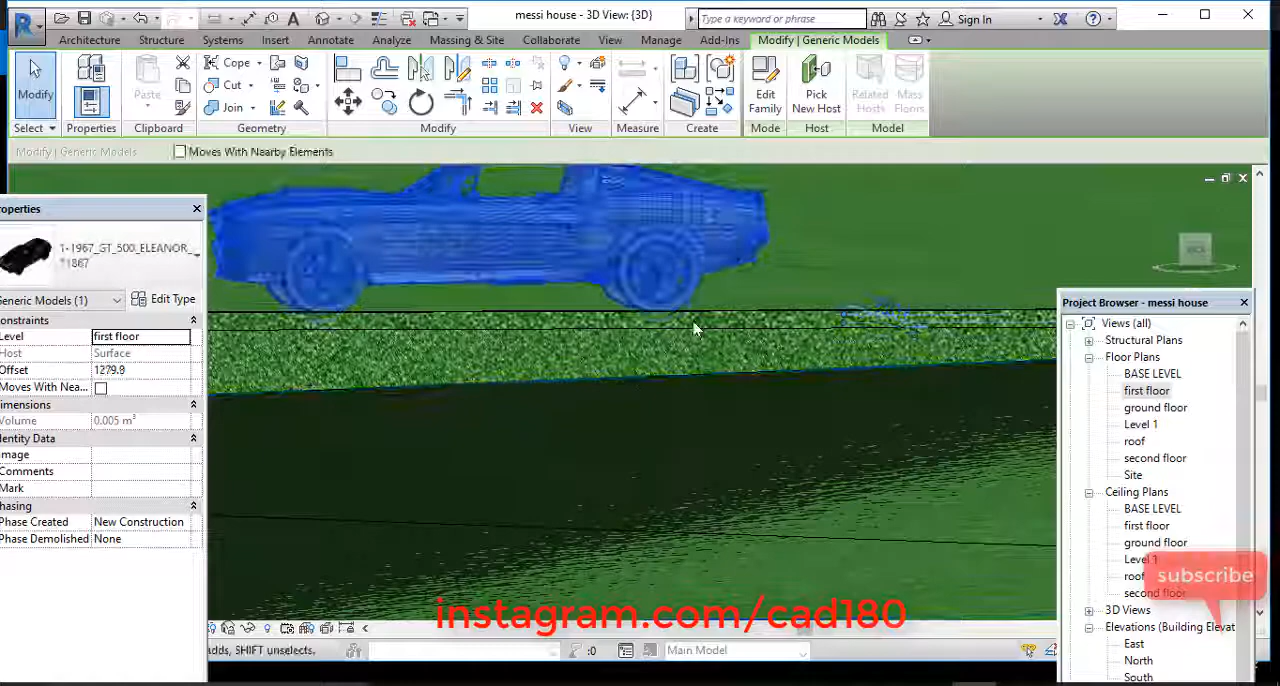 messi house - 3D View: {3D}
Type a keyword or phrase
Sign In
Architecture Structure Systems Insert Annotate Analyze Massing & Site Collaborate View Manage Add-Ins Modify | Generic Models
Modify
Paste
Cope
Cut
Join
Edit Family
Pick New Host
Related Hosts
Mass Floors
Select Properties Clipboard Geometry Modify View Measure Create Mode Host Model
Modify | Generic Models
Moves With Nearby Elements
roperties
1-1967_GT_500_ELEANOR_
*1867
Generic Models (1) Edit Type
onstraints
Level first floor
Host Surface
Offset 1279.8
Moves With Nea...
imensions
Volume 0.005 m³
entity Data
mage
Comments
Mark
hasing
Phase Created New Construction
Phase Demolished None
Project Browser - messi house
Views (all)
Structural Plans
Floor Plans
BASE LEVEL
first floor
ground floor
Level 1
roof
second floor
Site
Ceiling Plans
BASE LEVEL
first floor
ground floor
Level 1
roof
second floor
3D Views
Elevations (Building Elevat
East
North
South
subscribe
instagram.com/cad180
adds, SHIFT unselects.
:0
Main Model